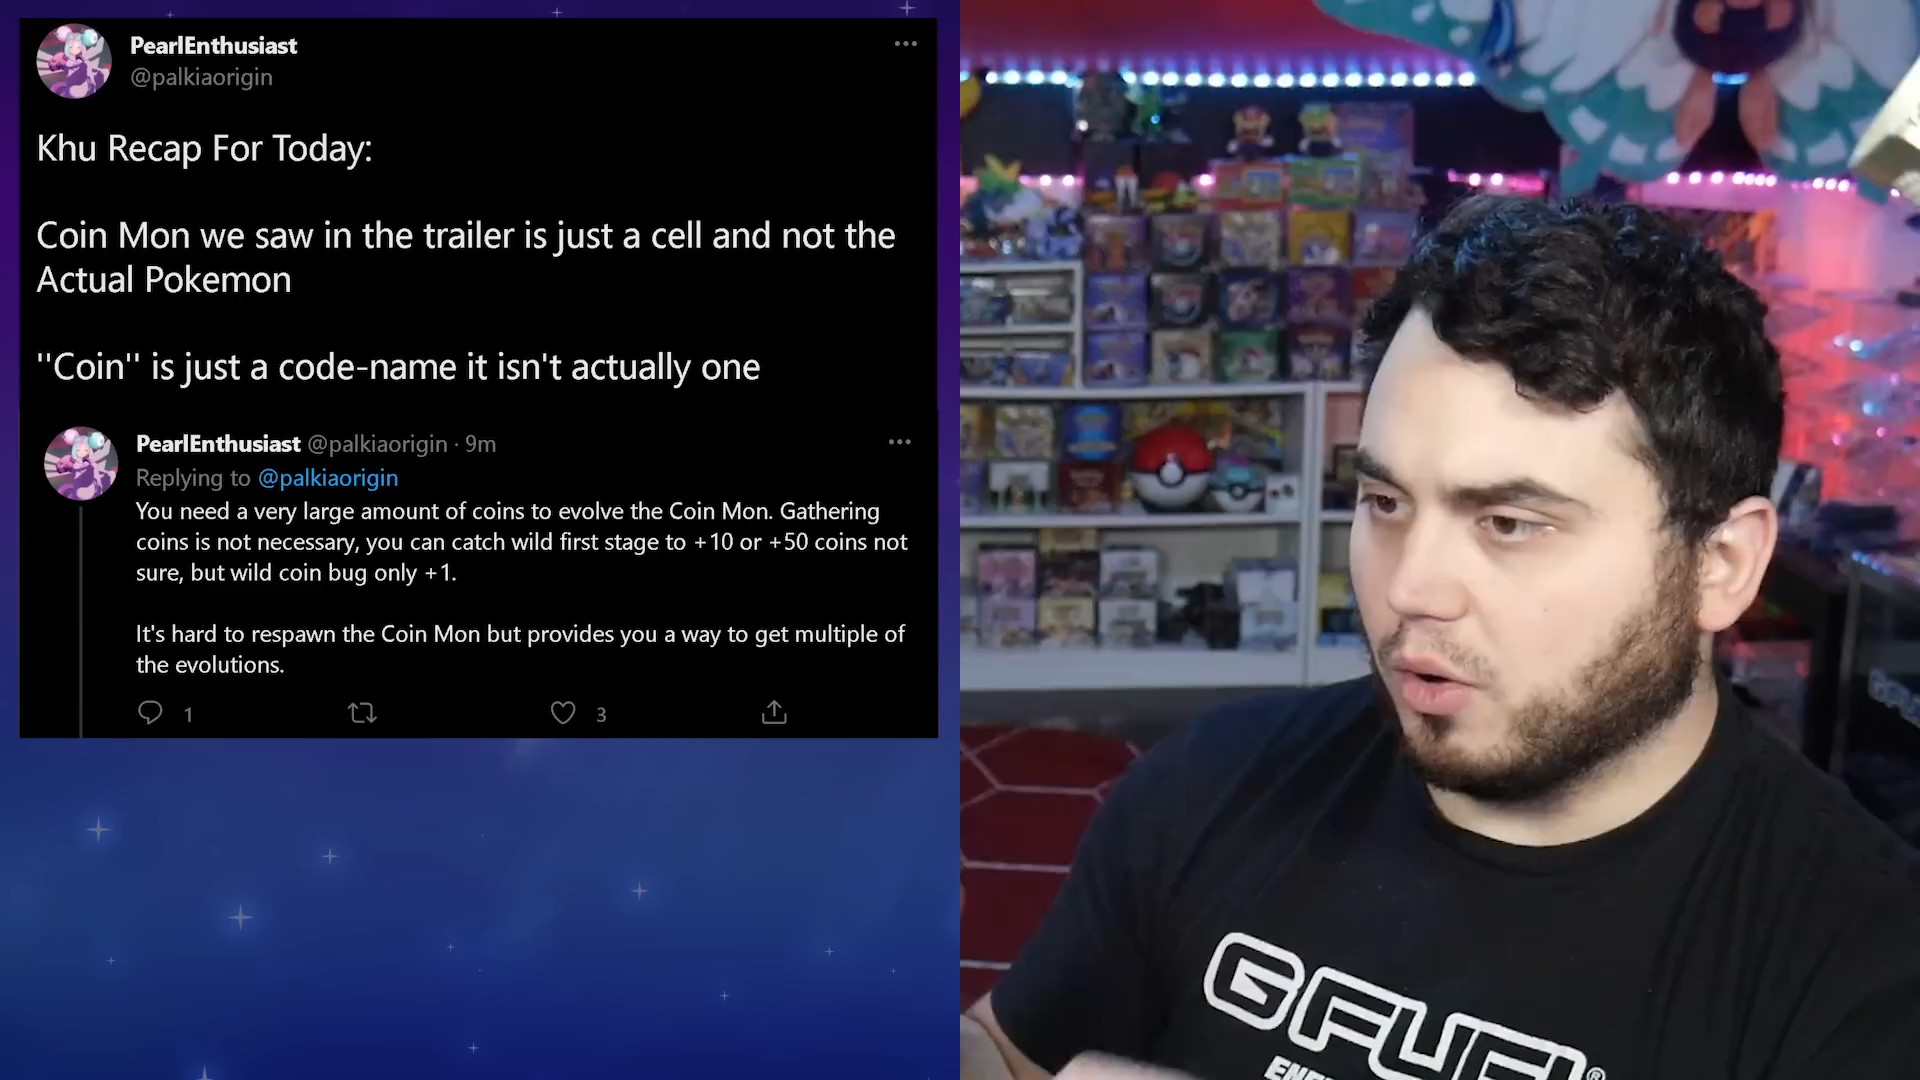 PearlEnthusiast
@palkiaorigin
Khu Recap For Today:
Coin Mon we saw in the trailer is just a cell and not the
Actual Pokemon
"Coin" is just a code-name it isn't actually one
PearlEnthusiast @palkiaorigin · 9m
Replying to @palkiaorigin
You need a very large amount of coins to evolve the Coin Mon. Gathering
coins is not necessary, you can catch wild first stage to +10 or +50 coins not
sure, but wild coin bug only +1.
It's hard to respawn the Coin Mon but provides you a way to get multiple of
the evolutions.
1
3
G FUEL®